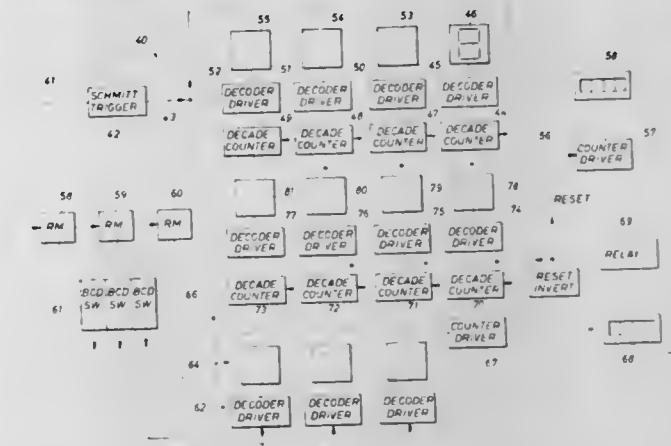 55 54 53 46
40
58
41
52 51 50 45
SCHMITT TRIGGER
DECODER DRIVER DECODER DRIVER DECODER DRIVER DECODER DRIVER
49 48 47 44
42
DECADE COUNTER DECADE COUNTER DECADE COUNTER DECADE COUNTER
56 57
COUNTER DRIVER
58 59 60
81 80 79 78
77 76 75 74
RESET
RM RM RM
DECODER DRIVER DECODER DRIVER DECODER DRIVER DECODER DRIVER
69
RELAY
61
BCD SW BCD SW BCD SW
66
DECADE COUNTER DECADE COUNTER DECADE COUNTER DECADE COUNTER
RESET INVERT
73 72 71 70
COUNTER DRIVER
67
68
64
62
DECODER DRIVER DECODER DRIVER DECODER DRIVER